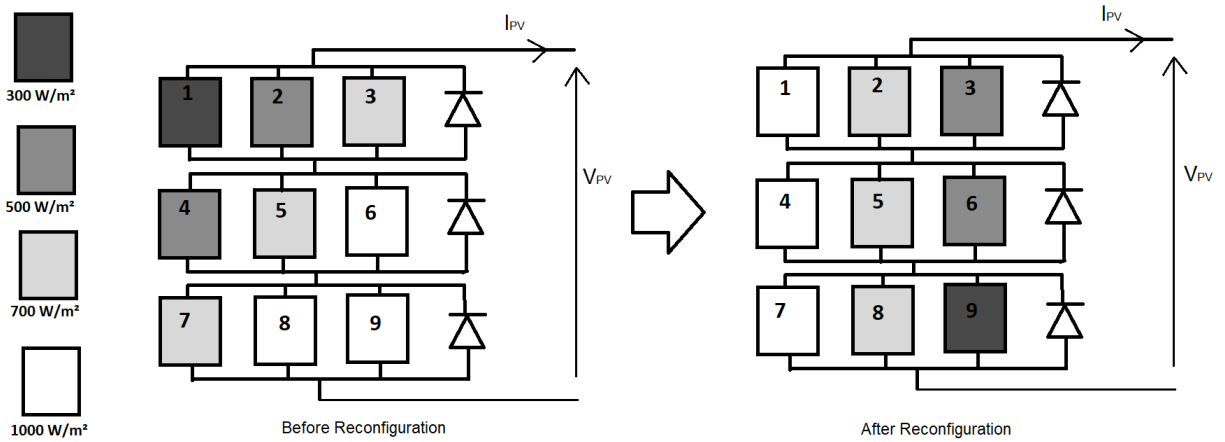 300 W/m²
500 W/m²
700 W/m²
1000 W/m²
IPV
1 2 3
4 5 6
7 8 9
VPV
Before Reconfiguration
IPV
1 2 3
4 5 6
7 8 9
VPV
After Reconfiguration